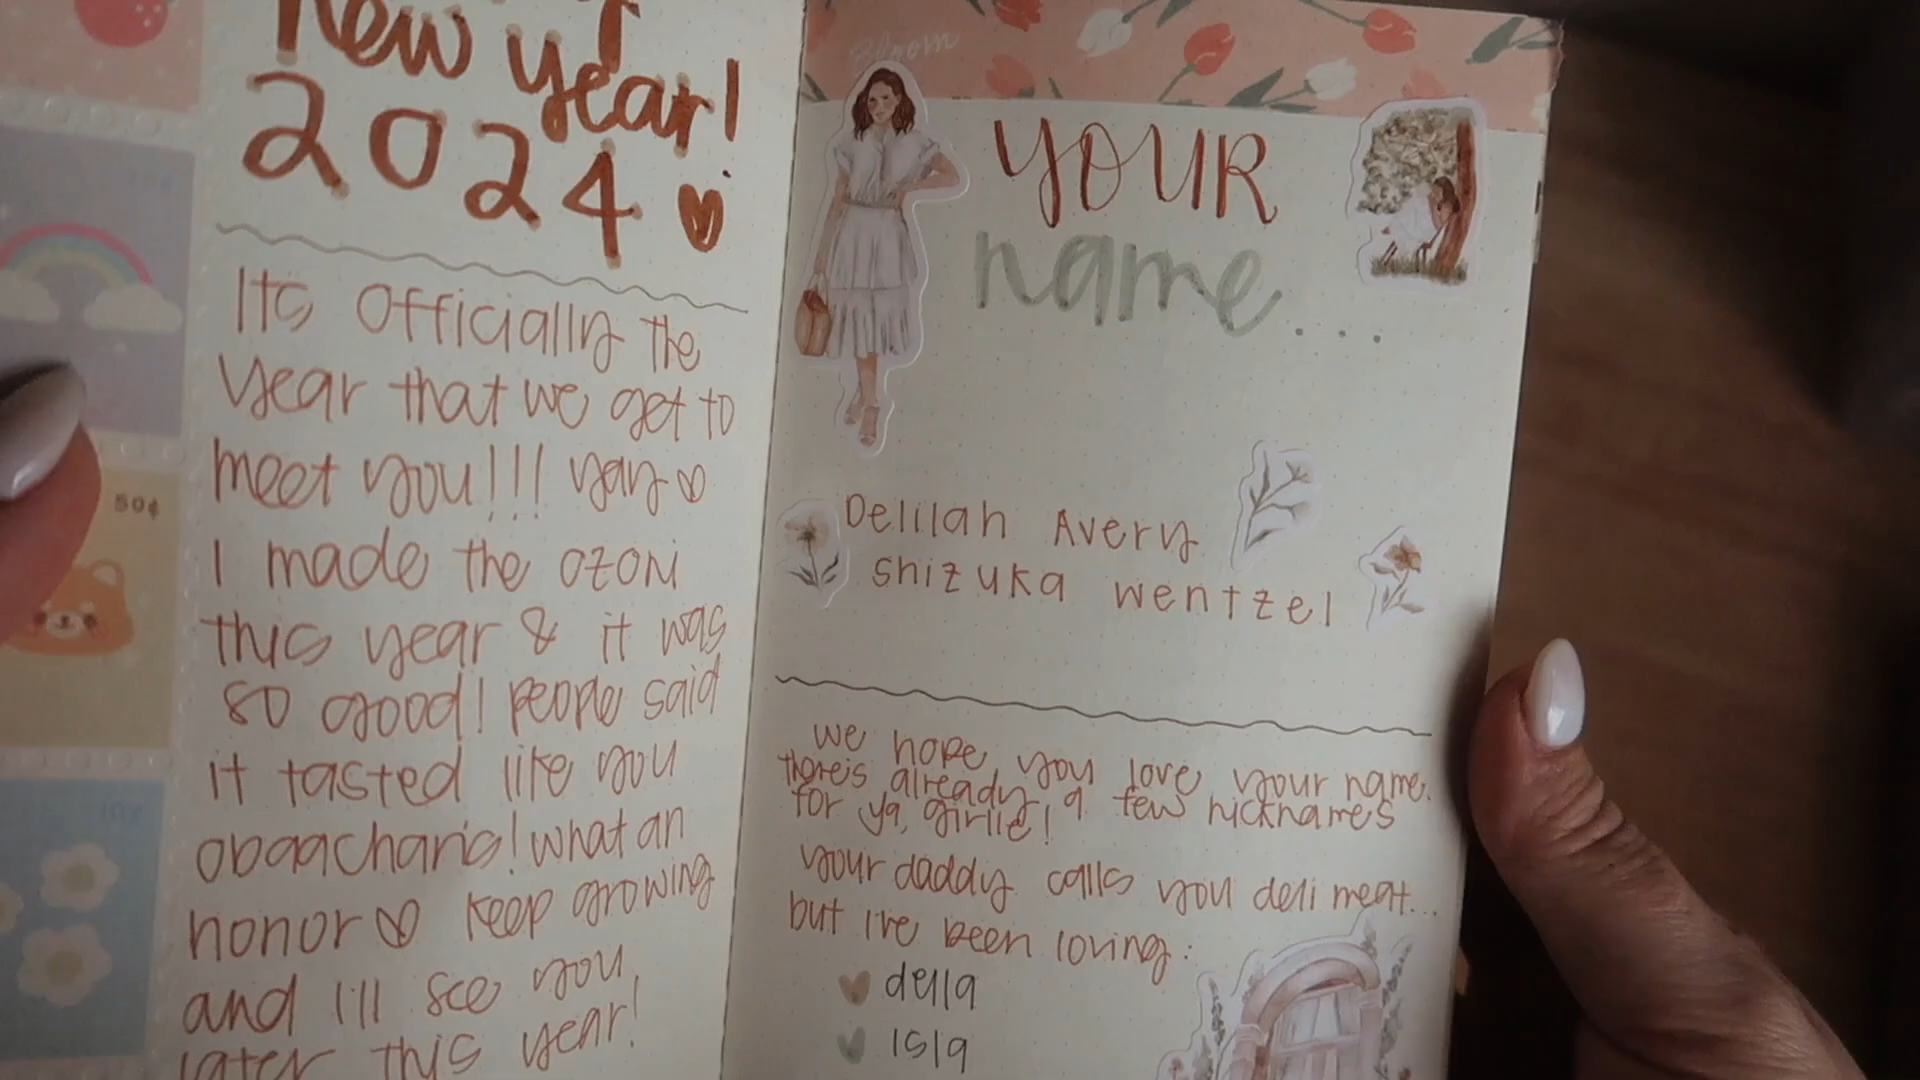 New year!
2024
Its officially the
year that we get to
meet you!!! yay
I made the ozoni
this year & it was
so good! people said
it tasted like you
obaachan's! what an
honor keep growing
and I'll see you
later this year!
50¢
Bloom
YOUR
name...
Delilah Avery
Shizuka Wentzel
we hope you love your name.
there's already a few nicknames
for ya, girlie!
your daddy calls you deli meat...
but I've been loving:
della
isla